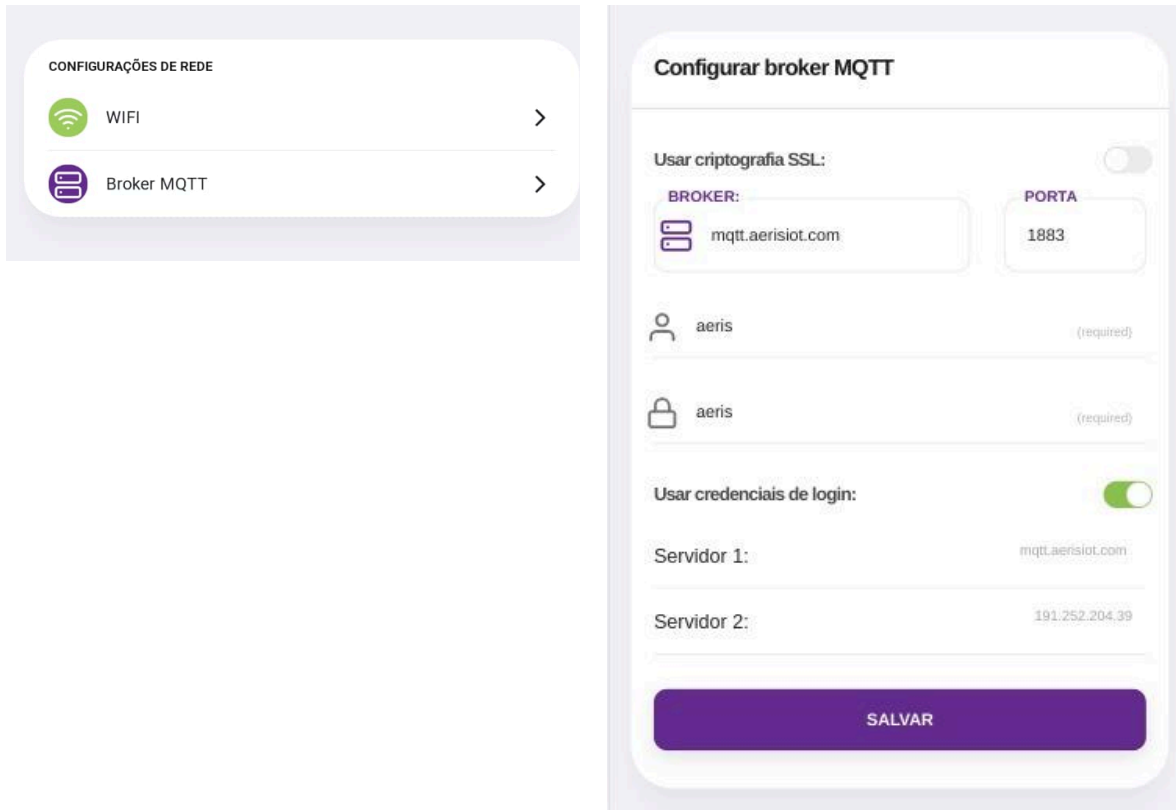 CONFIGURAÇÕES DE REDE
WIFI
Broker MQTT
Configurar broker MQTT
Usar criptografia SSL:
BROKER: PORTA
mqtt.aerisiot.com 1883
aeris (required)
aeris (required)
Usar credenciais de login:
Servidor 1: mqtt.aerisiot.com
Servidor 2: 191.252.204.39
SALVAR